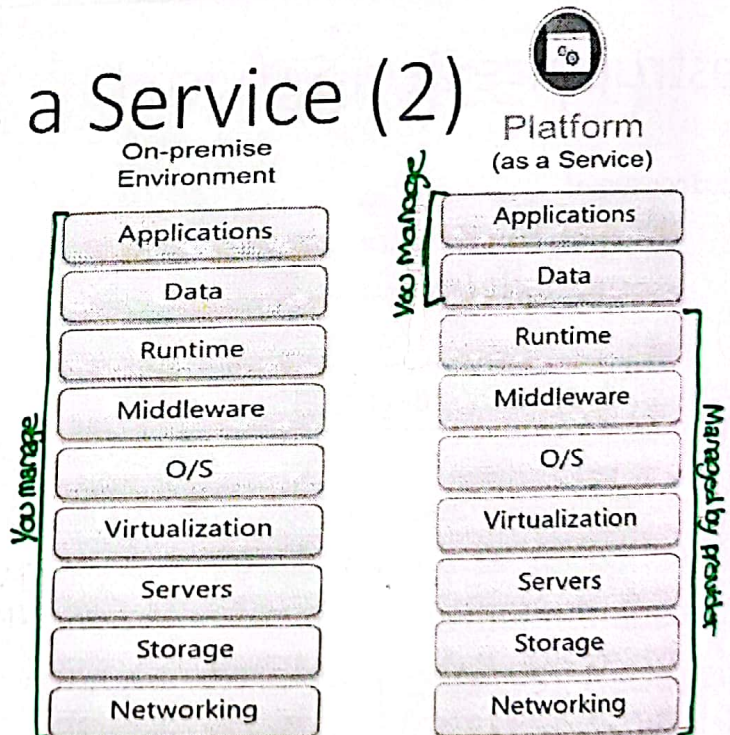 a Service (2)
On-premise
Environment
Applications
Data
Runtime
Middleware
O/S
Virtualization
Servers
Storage
Networking
You manage
Platform
(as a Service)
Applications
Data
Runtime
Middleware
O/S
Virtualization
Servers
Storage
Networking
You manage
Managed by provider